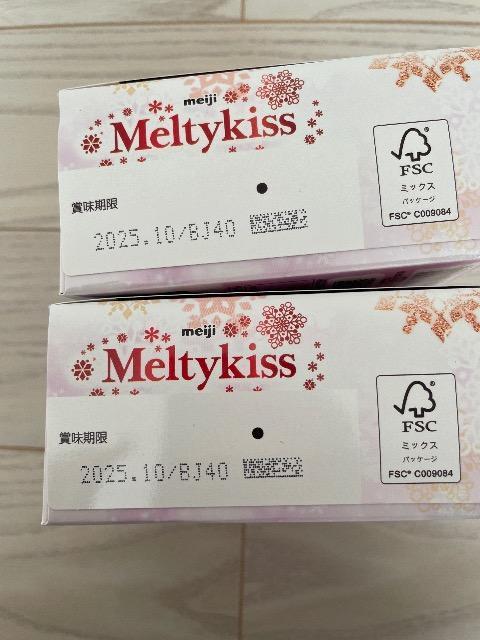 meiji
Meltykiss
賞味期限
2025.10/BJ40
FSC
ミックス
パッケージ
FSC® C009084
meiji
Meltykiss
賞味期限
2025.10/BJ40
FSC
ミックス
パッケージ
FSC® C009084